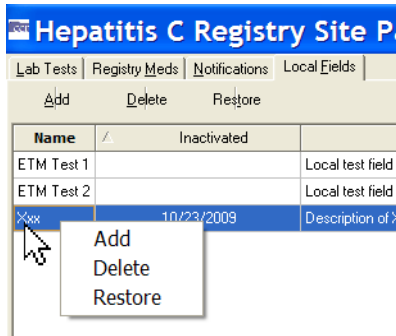 Hepatitis C Registry Site Pa
Lab Tests Registry Meds Notifications Local Fields
Add Delete Restore
Name Inactivated
ETM Test 1 Local test field
ETM Test 2 Local test field
Xxx 10/23/2009 Description of X
Add
Delete
Restore